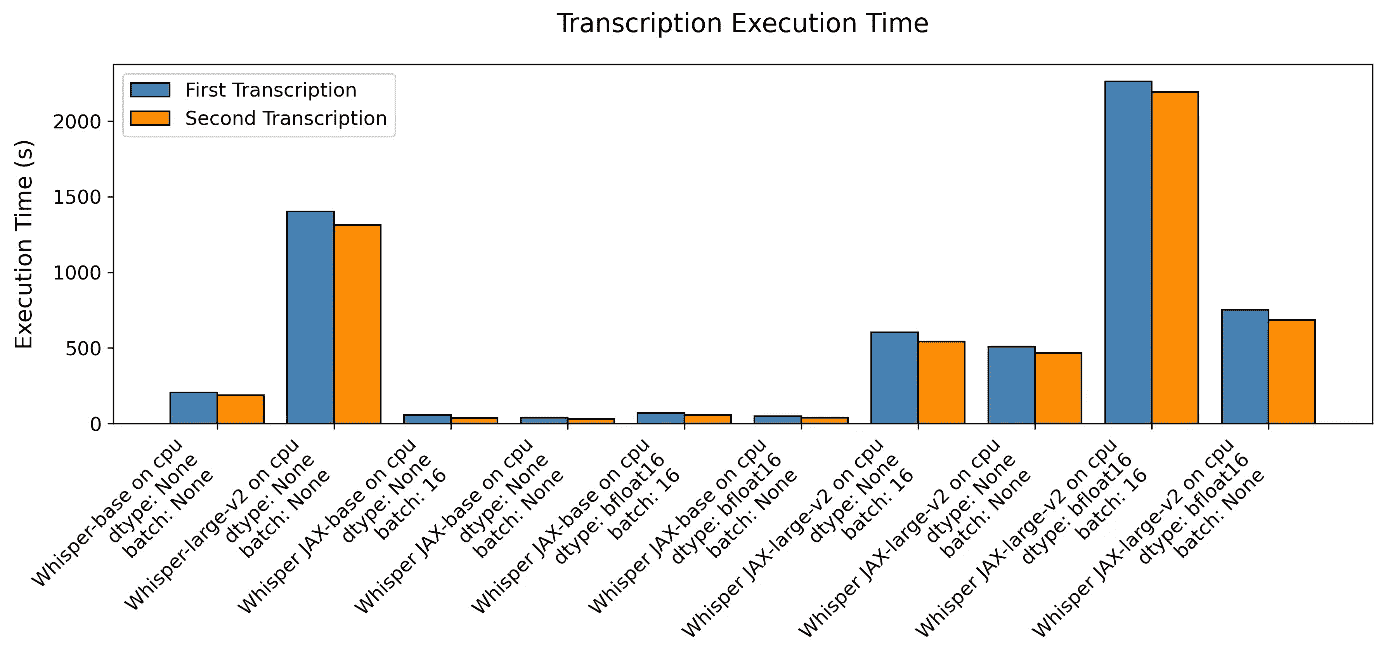 Transcription Execution Time
First Transcription
Second Transcription
Execution Time (s)
2000
1500
1000
500
0
Whisper-base on cpu
dtype: None
batch: None
Whisper-large-v2 on cpu
dtype: None
batch: None
Whisper JAX-base on cpu
dtype: None
batch: 16
Whisper JAX-base on cpu
dtype: None
batch: None
Whisper JAX-base on cpu
dtype: bfloat16
batch: 16
Whisper JAX-base on cpu
dtype: bfloat16
batch: None
Whisper JAX-large-v2 on cpu
dtype: None
batch: 16
Whisper JAX-large-v2 on cpu
dtype: None
batch: None
Whisper JAX-large-v2 on cpu
dtype: bfloat16
batch: 16
Whisper JAX-large-v2 on cpu
dtype: bfloat16
batch: None